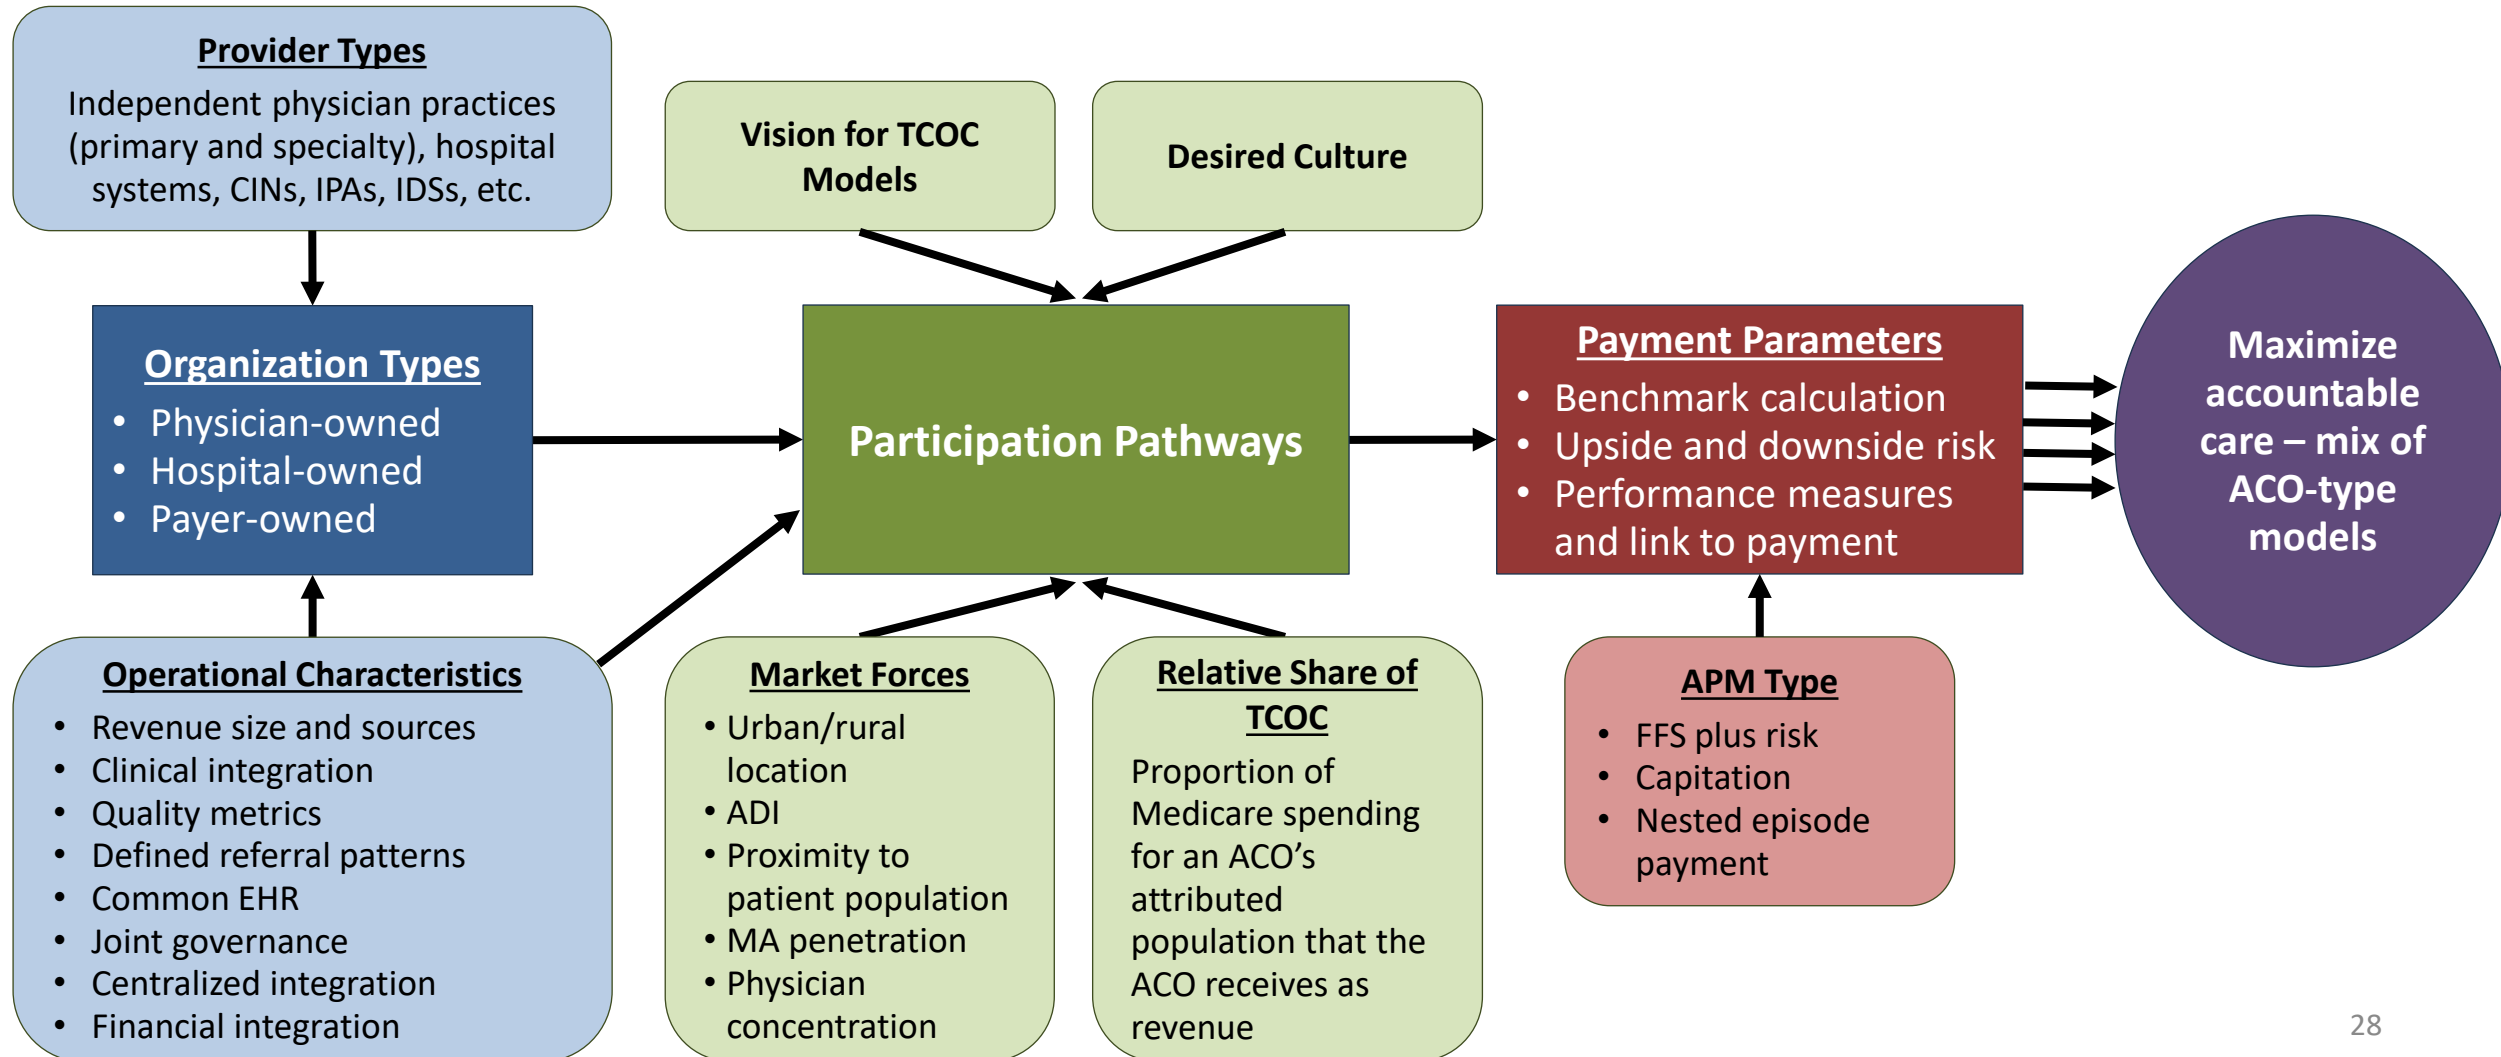 Provider Types
Independent physician practices
(primary and specialty), hospital
systems, CINs, IPAs, IDSs, etc.
Vision for TCOC
Models
Desired Culture
Organization Types
• Physician-owned
• Hospital-owned
• Payer-owned
Participation Pathways
Payment Parameters
• Benchmark calculation
• Upside and downside risk
• Performance measures
and link to payment
Maximize
accountable
care – mix of
ACO-type
models
Operational Characteristics
• Revenue size and sources
• Clinical integration
• Quality metrics
• Defined referral patterns
• Common EHR
• Joint governance
• Centralized integration
• Financial integration
Market Forces
• Urban/rural
location
• ADI
• Proximity to
patient population
• MA penetration
• Physician
concentration
Relative Share of
TCOC
Proportion of
Medicare spending
for an ACO’s
attributed
population that the
ACO receives as
revenue
APM Type
• FFS plus risk
• Capitation
• Nested episode
payment
28